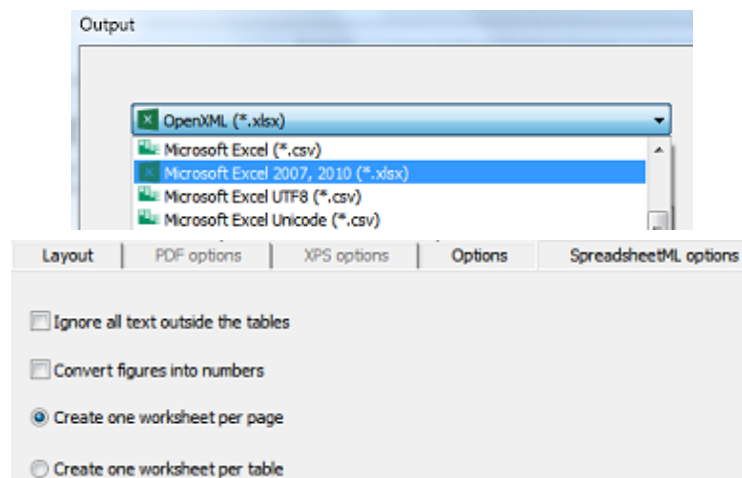 Output
OpenXML (*.xlsx)
Microsoft Excel (*.csv)
Microsoft Excel 2007, 2010 (*.xlsx)
Microsoft Excel UTF8 (*.csv)
Microsoft Excel Unicode (*.csv)
Layout PDF options XPS options Options SpreadsheetML options
Ignore all text outside the tables
Convert figures into numbers
Create one worksheet per page
Create one worksheet per table